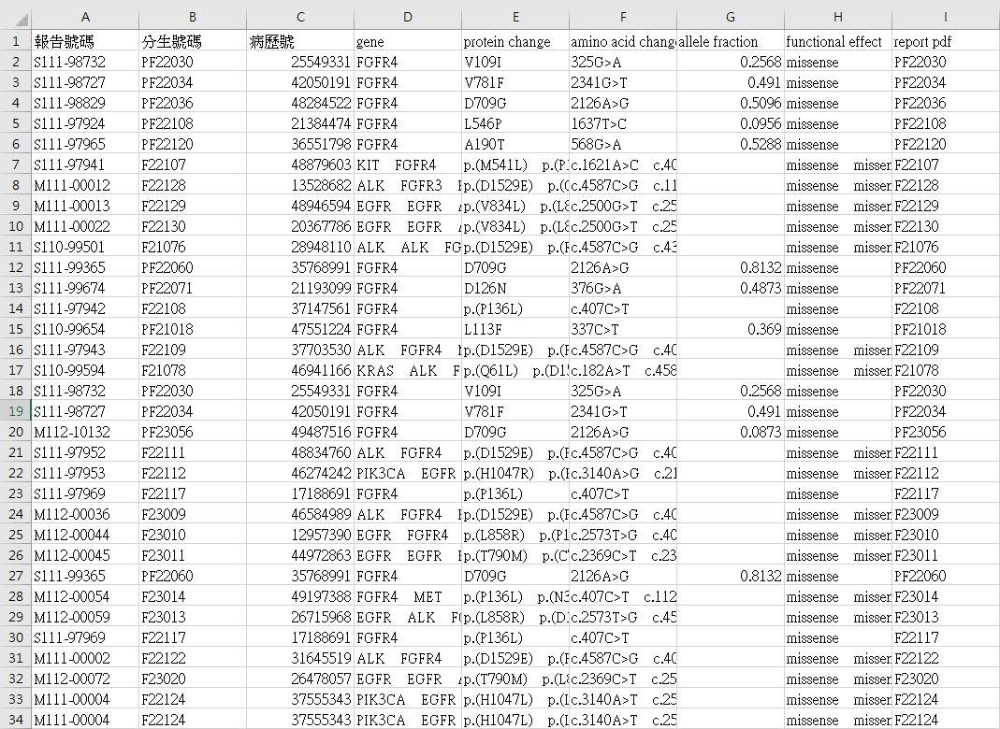 A B C D E F G H I
1 報告號碼 分生號碼 病歷號 gene protein change amino acid chang allele fraction functional effect report pdf
2 S111-98732 PF22030 25549331 FGFR4 V109I 325G>A 0.2568 missense PF22030
3 S111-98727 PF22034 42050191 FGFR4 V781F 2341G>T 0.491 missense PF22034
4 S111-98829 PF22036 48284522 FGFR4 D709G 2126A>G 0.5096 missense PF22036
5 S111-97924 PF22108 21384474 FGFR4 L546P 1637T>C 0.0956 missense PF22108
6 S111-97965 PF22120 36551798 FGFR4 A190T 568G>A 0.5288 missense PF22120
7 S111-97941 F22107 48879603 KIT FGFR4 p.(M541L) p.(P c.1621A>C c.40 missense misser F22107
8 M111-00012 F22128 13528682 ALK FGFR3 p.(D1529E) p.( c.4587C>G c.11 missense misser F22128
9 M111-00013 F22129 48946594 EGFR EGFR p.(V834L) p.(L8 c.2500G>T c.25 missense misser F22129
10 M111-00022 F22130 20367786 EGFR EGFR p.(V834L) p.(L8 c.2500G>T c.25 missense misser F22130
11 S110-99501 F21076 28948110 ALK ALK FG p.(D1529E) p.( c.4587C>G c.43 missense misser F21076
12 S111-99365 PF22060 35768991 FGFR4 D709G 2126A>G 0.8132 missense PF22060
13 S111-99674 PF22071 21193099 FGFR4 D126N 376G>A 0.4873 missense PF22071
14 S111-97942 F22108 37147561 FGFR4 p.(P136L) c.407C>T missense F22108
15 S110-99654 PF21018 47551224 FGFR4 L113F 337C>T 0.369 missense PF21018
16 S111-97943 F22109 37703530 ALK FGFR4 p.(D1529E) p.( c.4587C>G c.40 missense misser F22109
17 S110-99594 F21078 46941166 KRAS ALK F p.(Q61L) p.(D1 c.182A>T c.458 missense misser F21078
18 S111-98732 PF22030 25549331 FGFR4 V109I 325G>A 0.2568 missense PF22030
19 S111-98727 PF22034 42050191 FGFR4 V781F 2341G>T 0.491 missense PF22034
20 M112-10132 PF23056 49487516 FGFR4 D709G 2126A>G 0.0873 missense PF23056
21 S111-97952 F22111 48834760 ALK FGFR4 p.(D1529E) p.( c.4587C>G c.40 missense misser F22111
22 S111-97953 F22112 46274242 PIK3CA EGFR p.(H1047R) p.( c.3140A>G c.21 missense misser F22112
23 S111-97969 F22117 17188691 FGFR4 p.(P136L) c.407C>T missense F22117
24 M112-00036 F23009 46584989 ALK FGFR4 p.(D1529E) p.( c.4587C>G c.40 missense misser F23009
25 M112-00044 F23010 12957390 EGFR FGFR4 p.(L858R) p.(P1 c.2573T>G c.40 missense misser F23010
26 M112-00045 F23011 44972863 EGFR EGFR p.(T790M) p.(C c.2369C>T c.23 missense misser F23011
27 S111-99365 PF22060 35768991 FGFR4 D709G 2126A>G 0.8132 missense PF22060
28 M112-00054 F23014 49197388 FGFR4 MET p.(P136L) p.(N3 c.407C>T c.112 missense misser F23014
29 M112-00059 F23013 26715968 EGFR ALK F p.(L858R) p.(D c.2573T>G c.45 missense misser F23013
30 S111-97969 F22117 17188691 FGFR4 p.(P136L) c.407C>T missense F22117
31 M111-00002 F22122 31645519 ALK FGFR4 p.(D1529E) p.( c.4587C>G c.40 missense misser F22122
32 M112-00072 F23020 26478057 EGFR EGFR p.(T790M) p.(L8 c.2369C>T c.25 missense misser F23020
33 M111-00004 F22124 37555343 PIK3CA EGFR p.(H1047L) p.( c.3140A>T c.25 missense misser F22124
34 M111-00004 F22124 37555343 PIK3CA EGFR p.(H1047L) p.( c.3140A>T c.25 missense misser F22124